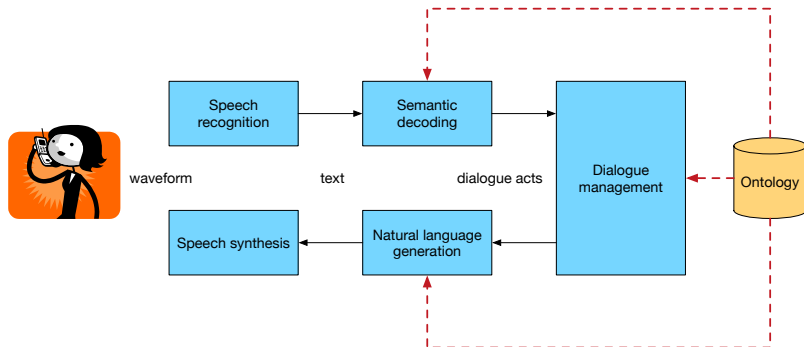 Speech
recognition
Semantic
decoding
waveform
text
dialogue acts
Dialogue
management
Ontology
Speech synthesis
Natural language
generation